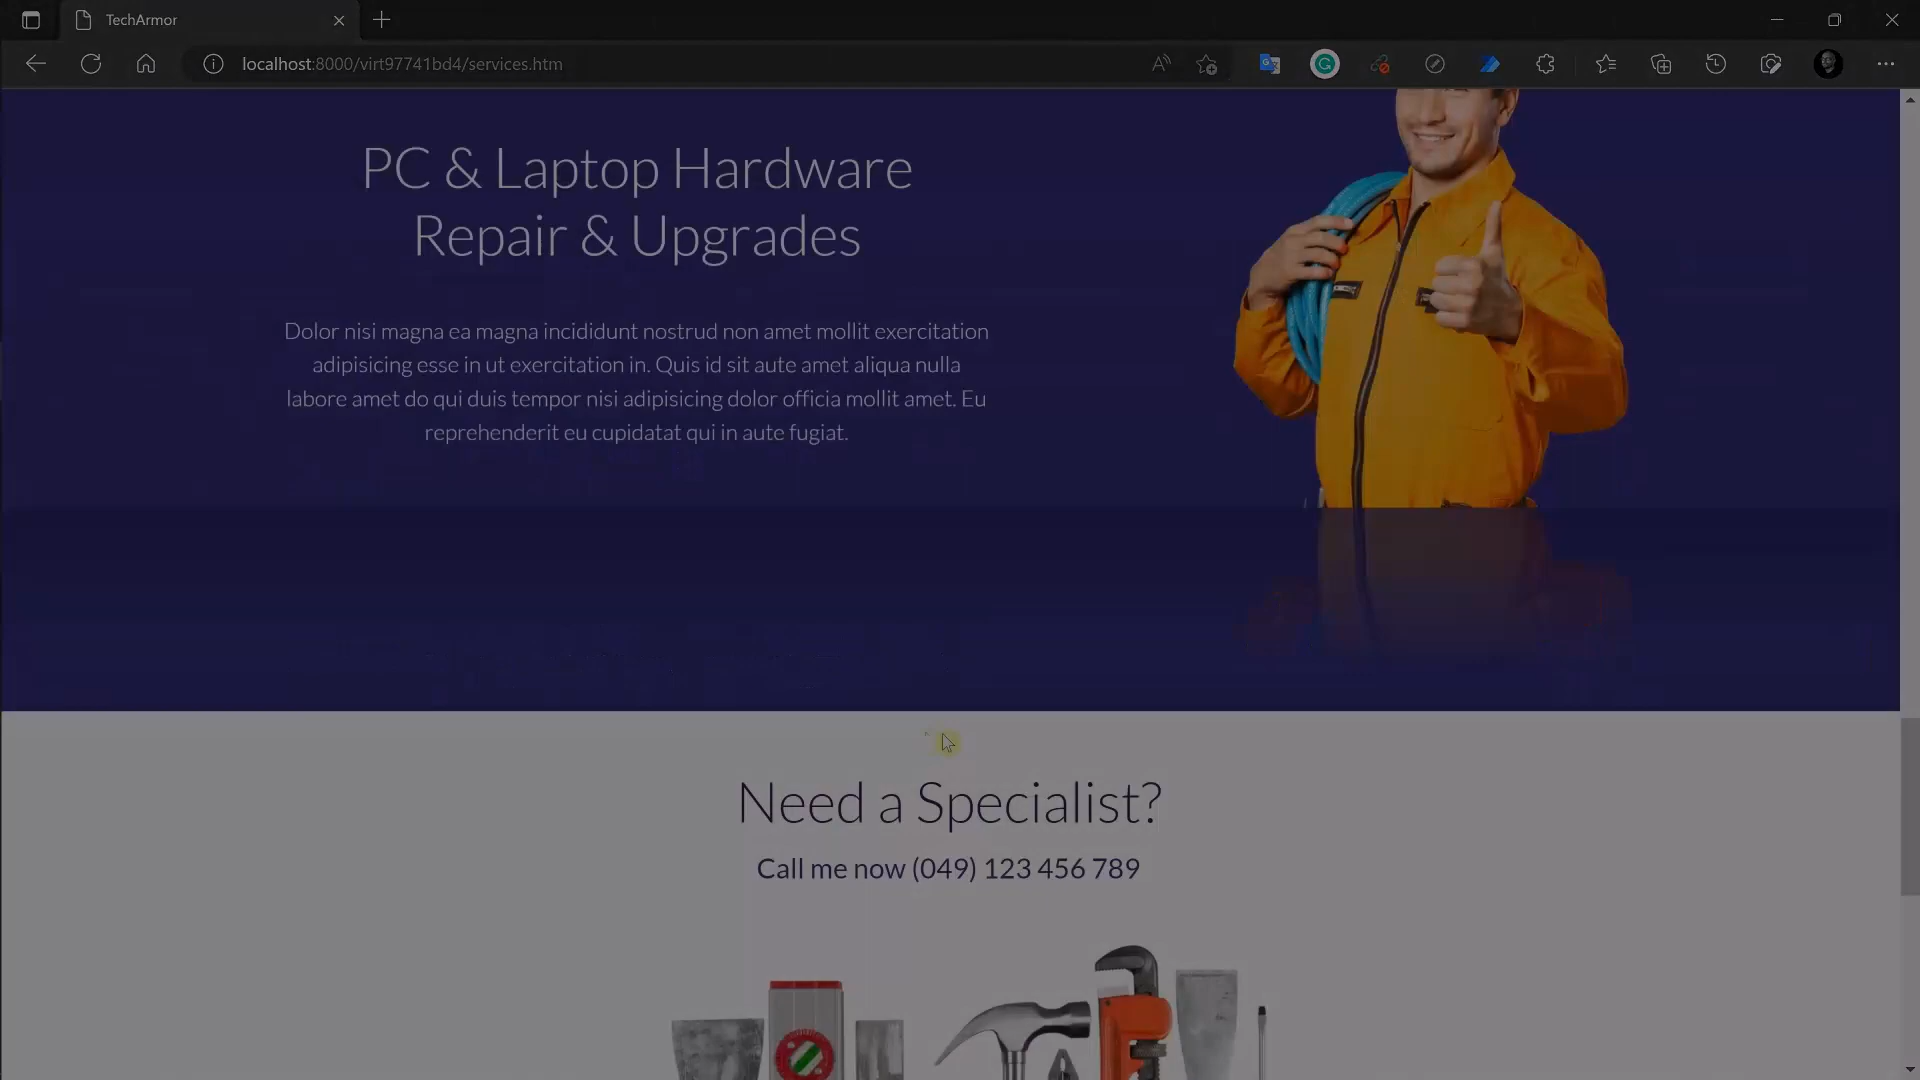 TechArmor
localhost:8000/virt97741bd4/services.htm
PC & Laptop Hardware
Repair & Upgrades
Dolor nisi magna ea magna incididunt nostrud non amet mollit exercitation
adipisicing esse in ut exercitation in. Quis id sit aute amet aliqua nulla
labore amet do qui duis tempor nisi adipisicing dolor officia mollit amet. Eu
reprehenderit eu cupidatat qui in aute fugiat.
Need a Specialist?
Call me now (049) 123 456 789